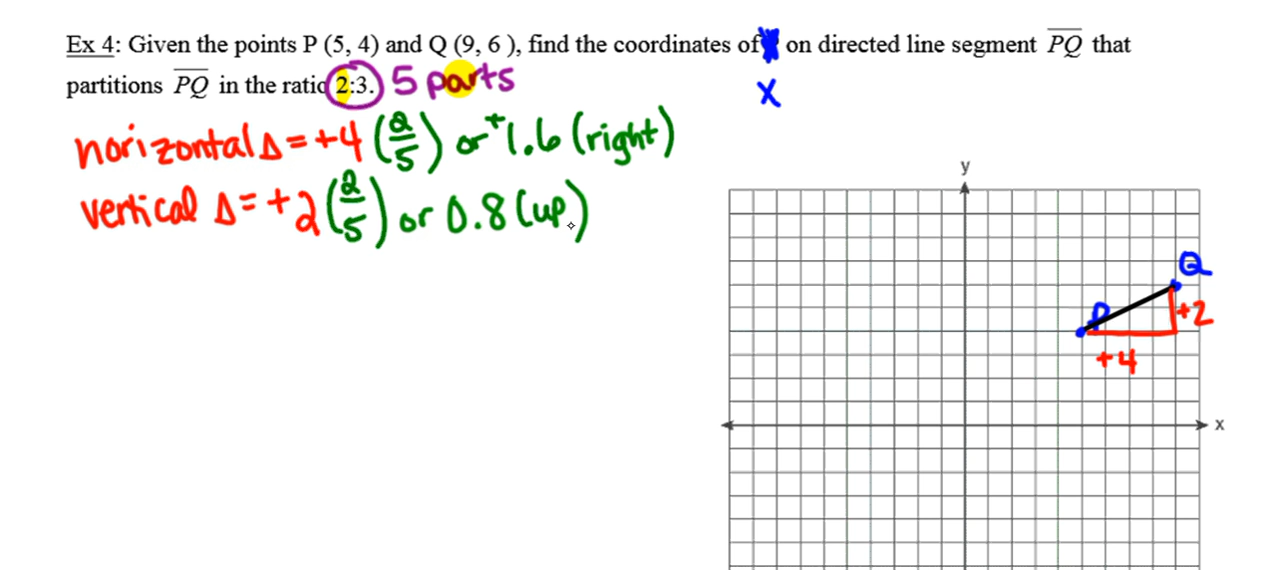 Ex 4: Given the points P (5, 4) and Q (9, 6 ), find the coordinates of on directed line segment PQ that
X
partitions PQ in the ratio 2:3. 5 parts
horizontal Δ = +4 (2/5) or +1.6 (right)
vertical Δ = +2 (2/5) or 0.8 (up)
y
Q
P
+2
+4
x